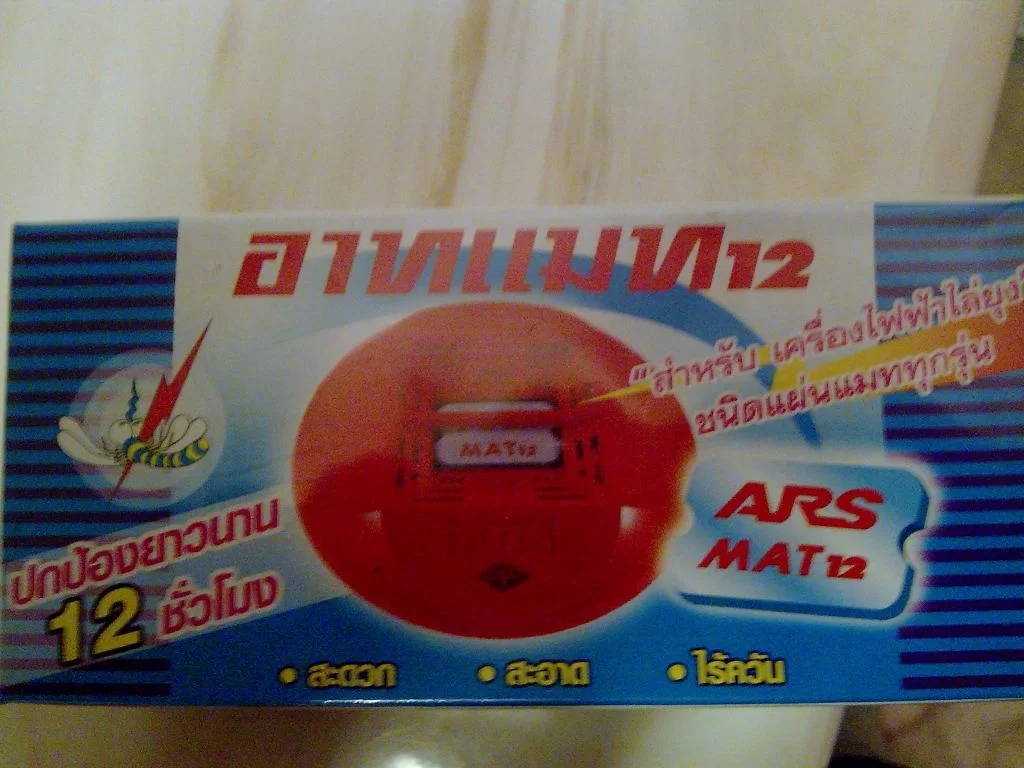 อาทแมท12
"สำหรับ เครื่องไฟฟ้าไล่ยุง
ชนิดแผ่นแมททุกรุ่น
MAT12
ARS
MAT12
ปกป้องยาวนาน
12 ชั่วโมง
• สะดวก • สะอาด • ไร้ควัน